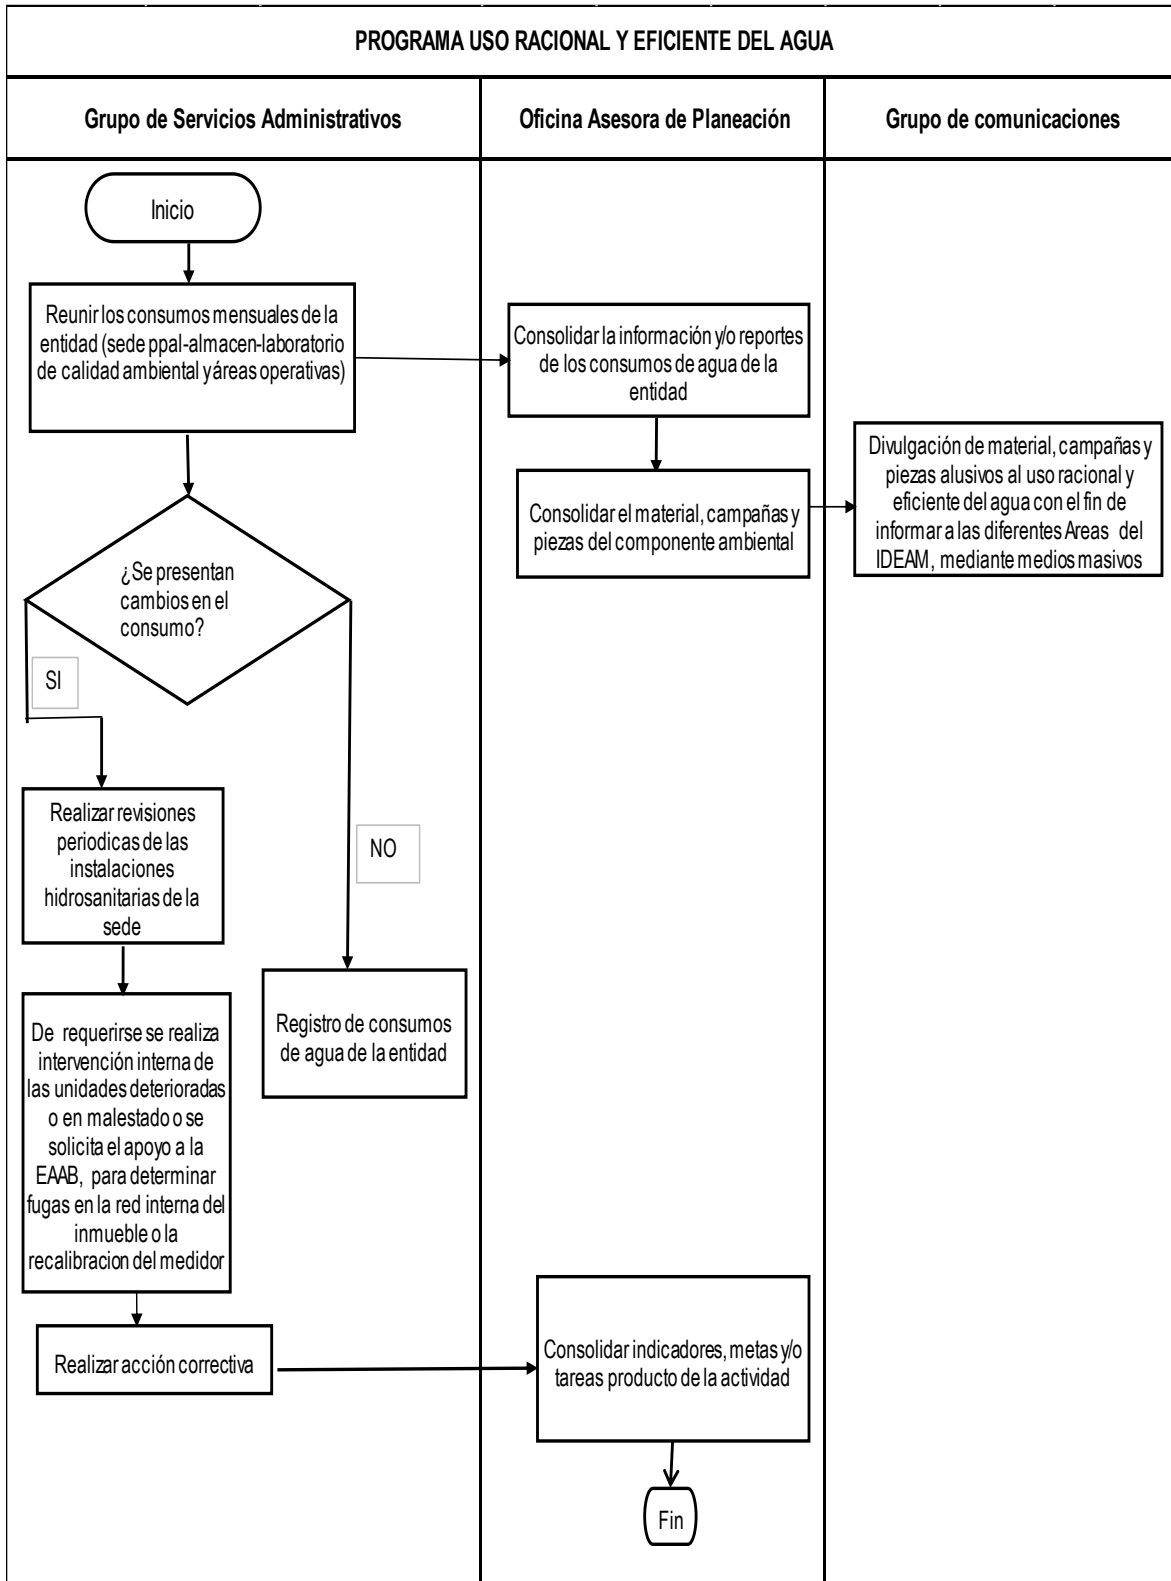 PROGRAMA USO RACIONAL Y EFICIENTE DEL AGUA
Grupo de Servicios Administrativos
Oficina Asesora de Planeación
Grupo de comunicaciones
Inicio
Reunir los consumos mensuales de la
entidad (sede ppal-almacen-laboratorio
de calidad ambiental y áreas operativas)
Consolidar la información y/o reportes
de los consumos de agua de la
entidad
Consolidar el material, campañas y
piezas del componente ambiental
Divulgación de material, campañas y
piezas alusivos al uso racional y
eficiente del agua con el fin de
informar a las diferentes Areas del
IDEAM, mediante medios masivos
¿Se presentan
cambios en el
consumo?
SI
NO
Realizar revisiones
periodicas de las
instalaciones
hidrosanitarias de la
sede
Registro de consumos
de agua de la entidad
De requerirse se realiza
intervención interna de
las unidades deterioradas
o en malestado o se
solicita el apoyo a la
EAAB, para determinar
fugas en la red interna del
inmueble o la
recalibracion del medidor
Realizar acción correctiva
Consolidar indicadores, metas y/o
tareas producto de la actividad
Fin